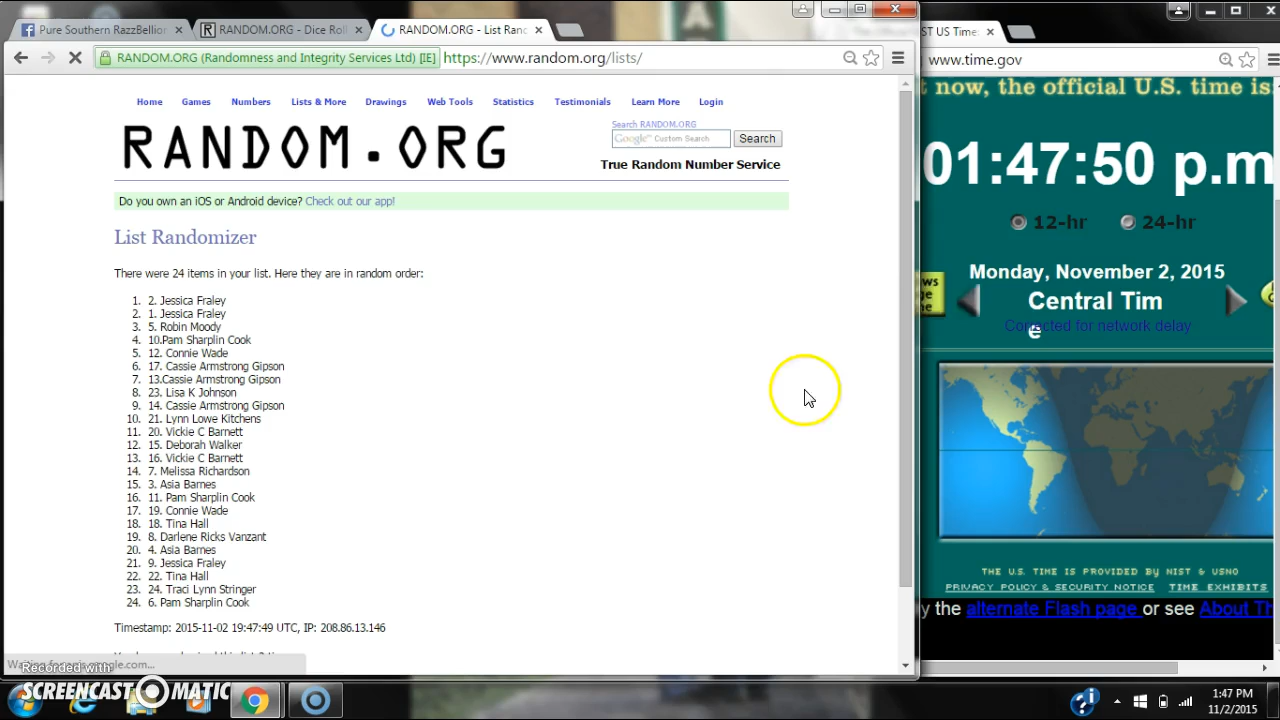 Pure Southern RazzBellion
RANDOM.ORG - Dice Roll
RANDOM.ORG - List Ranc
RANDOM.ORG (Randomness and Integrity Services Ltd) [IE] https://www.random.org/lists/
Home Games Numbers Lists & More Drawings Web Tools Statistics Testimonials Learn More Login
RANDOM.ORG
Search RANDOM.ORG
Google™ Custom Search Search
True Random Number Service
Do you own an iOS or Android device? Check out our app!
List Randomizer
There were 24 items in your list. Here they are in random order:
1. 2. Jessica Fraley
2. 1. Jessica Fraley
3. 5. Robin Moody
4. 10.Pam Sharplin Cook
5. 12. Connie Wade
6. 17. Cassie Armstrong Gipson
7. 13.Cassie Armstrong Gipson
8. 23. Lisa K Johnson
9. 14. Cassie Armstrong Gipson
10. 21. Lynn Lowe Kitchens
11. 20. Vickie C Barnett
12. 15. Deborah Walker
13. 16. Vickie C Barnett
14. 7. Melissa Richardson
15. 3. Asia Barnes
16. 11. Pam Sharplin Cook
17. 19. Connie Wade
18. 18. Tina Hall
19. 8. Darlene Ricks Vanzant
20. 4. Asia Barnes
21. 9. Jessica Fraley
22. 22. Tina Hall
23. 24. Traci Lynn Stringer
24. 6. Pam Sharplin Cook
Timestamp: 2015-11-02 19:47:49 UTC, IP: 208.86.13.146
Recorded with
SCREENCAST MATIC
IST US Time
www.time.gov
t now, the official U.S. time is:
01:47:50 p.m
12-hr 24-hr
Monday, November 2, 2015
Central Tim
e
Corrected for network delay
THE U.S. TIME IS PROVIDED BY NIST & USNO
PRIVACY POLICY & SECURITY NOTICE TIME EXHIBITS
y the alternate Flash page or see About Th
1:47 PM
11/2/2015